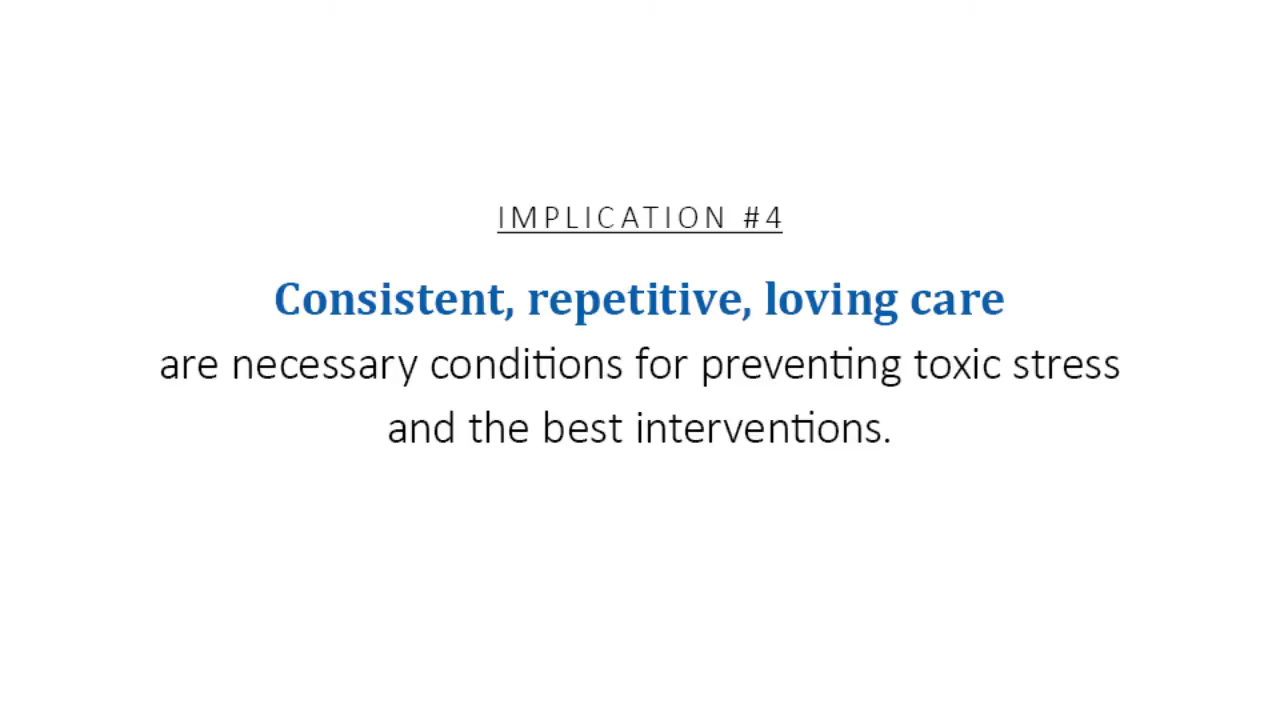 IMPLICATION #4
Consistent, repetitive, loving care
are necessary conditions for preventing toxic stress
and the best interventions.